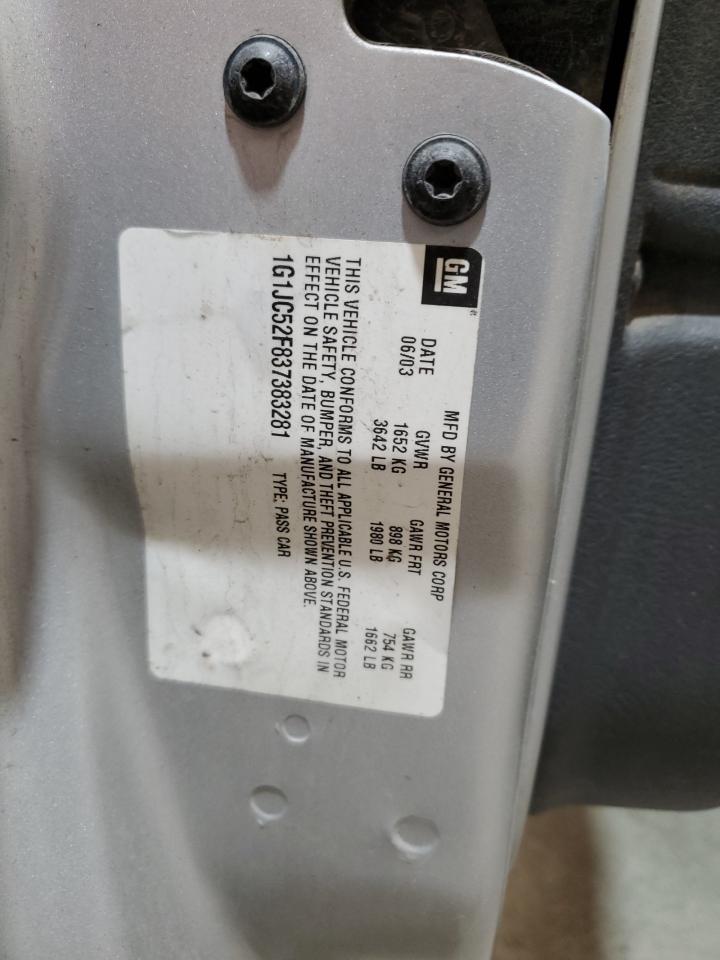 GM
MFD BY GENERAL MOTORS CORP
DATE GVWR GAWR FRT GAWR RR
06/03 1652 KG 898 KG 754 KG
3642 LB 1980 LB 1662 LB
THIS VEHICLE CONFORMS TO ALL APPLICABLE U.S. FEDERAL MOTOR
VEHICLE SAFETY, BUMPER, AND THEFT PREVENTION STANDARDS IN
EFFECT ON THE DATE OF MANUFACTURE SHOWN ABOVE.
1G1JC52F837383281 TYPE: PASS CAR